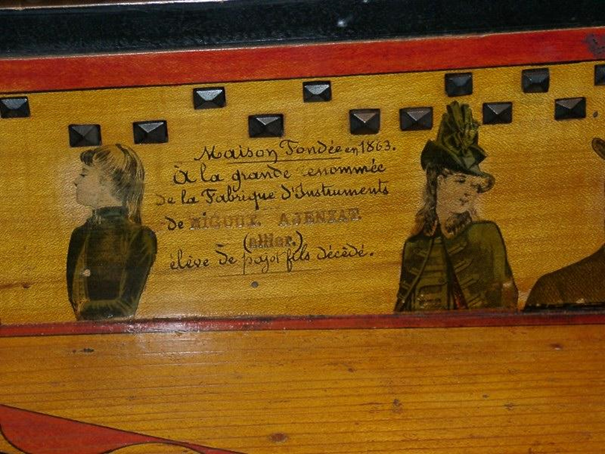 Maison Fondée en 1863.
À la grande renommée
de la Fabrique d'Instruments
de NIGOUT. A JENZAT.
(allier.)
élève de pajot fils décédé.